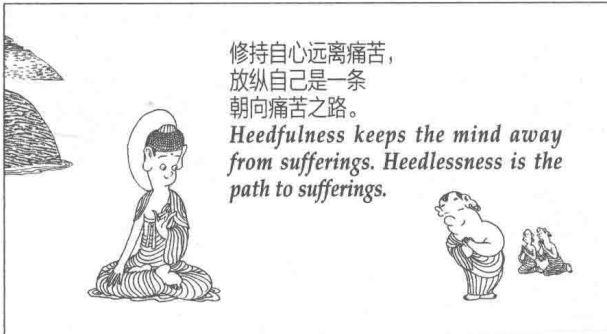 修持自心远离痛苦，
放纵自己是一条
朝向痛苦之路。
Heedfulness keeps the mind away
from sufferings. Heedlessness is the
path to sufferings.